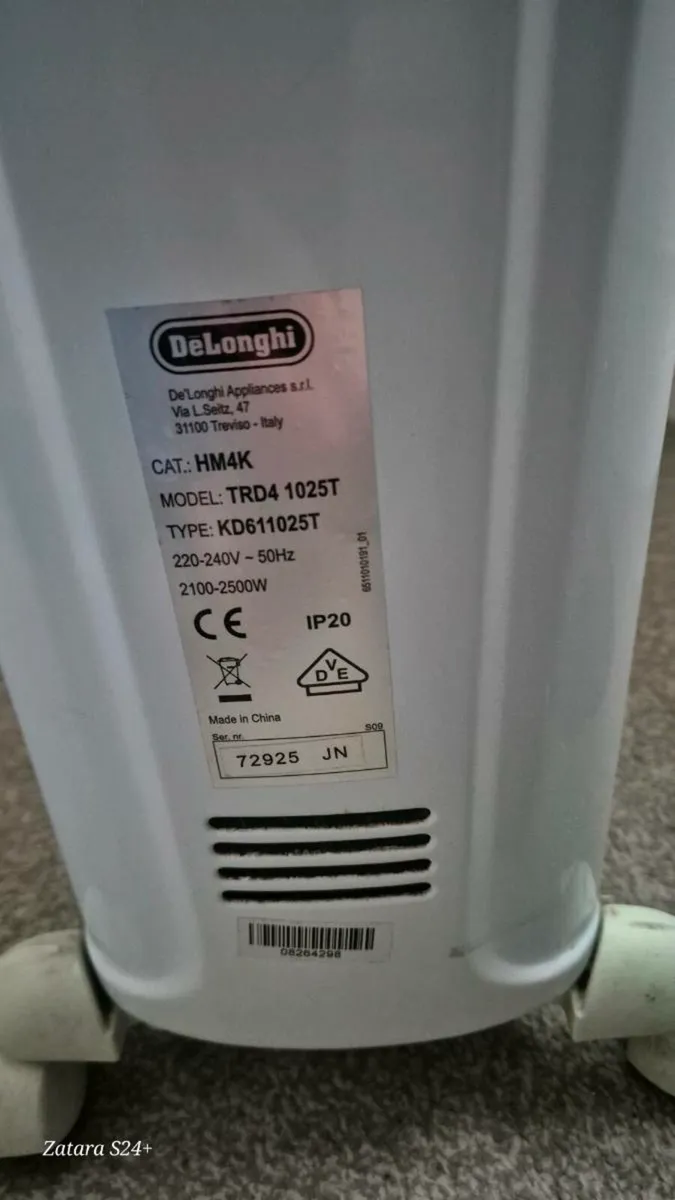 DeLonghi
De'Longhi Appliances s.r.l.
Via L.Seitz, 47
31100 Treviso - Italy
CAT.: HM4K
MODEL: TRD4 1025T
TYPE: KD611025T
220-240V ~ 50Hz
2100-2500W
6511010191_01
CE
IP20
DVE
Made in China
Ser. nr.
S09
72925 JN
08264298
Zatara S24+